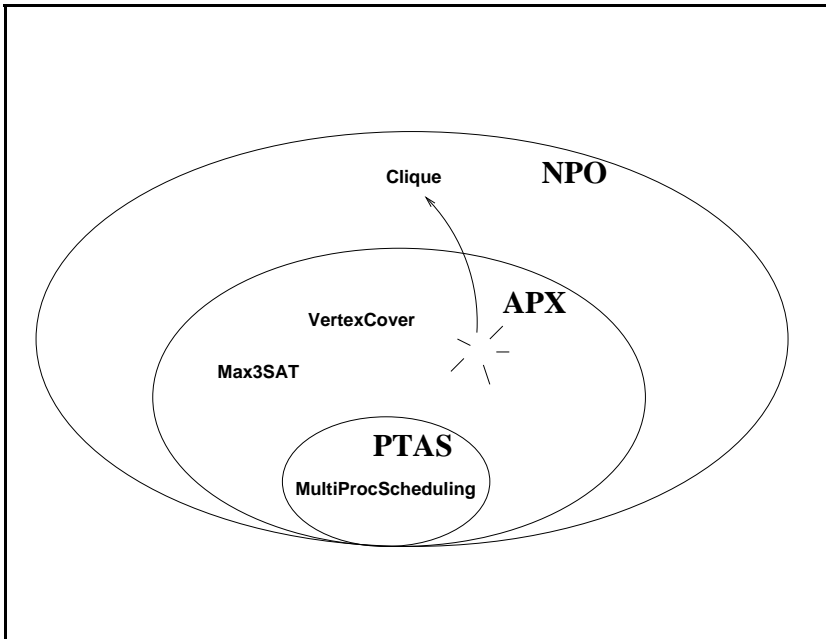 Clique
NPO
APX
VertexCover
Max3SAT
PTAS
MultiProcScheduling